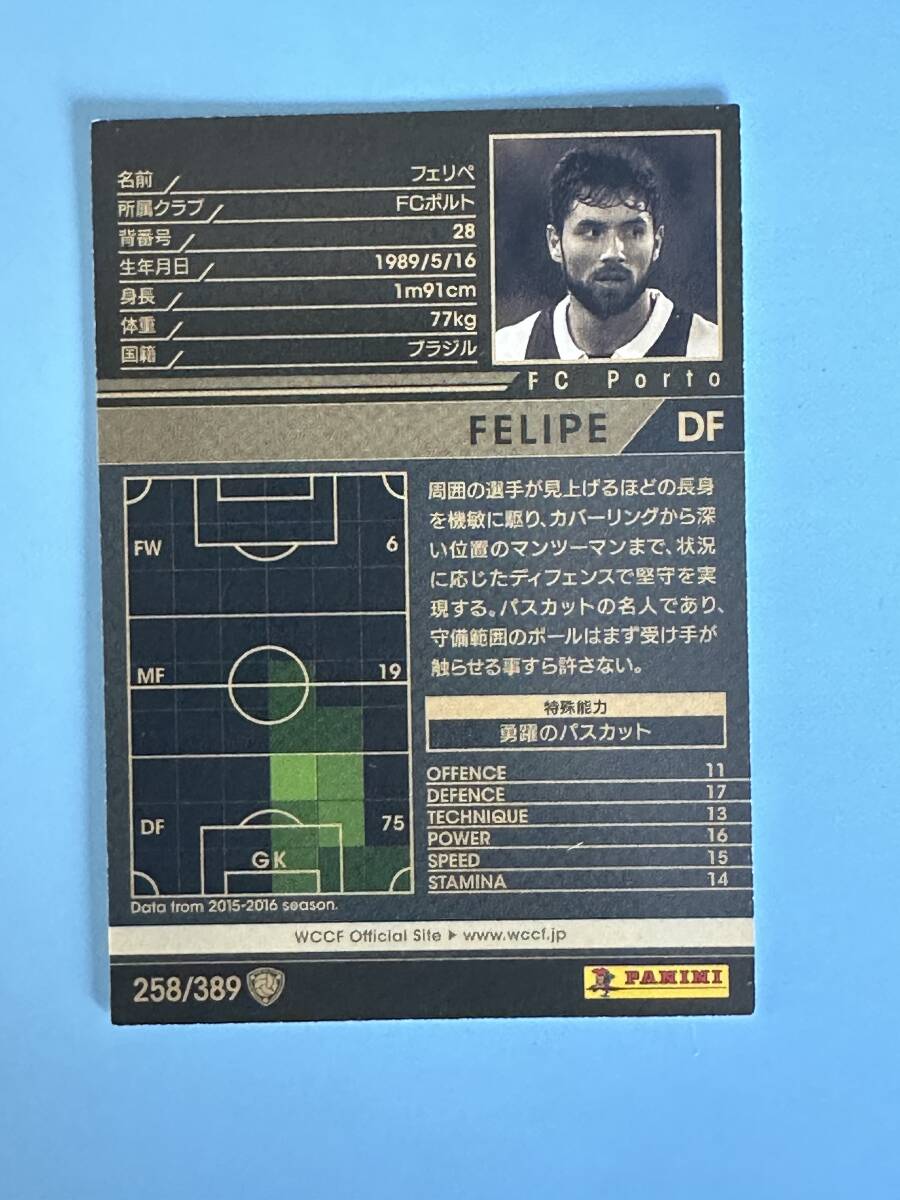 名前 フェリペ
所属クラブ FCポルト
背番号 28
生年月日 1989/5/16
身長 1m91cm
体重 77kg
国籍 ブラジル
FC Porto
FELIPE DF
FW 6
MF 19
DF 75
GK
Data from 2015-2016 season.
周囲の選手が見上げるほどの長身
を機敏に駆り、カバーリングから深
い位置のマンツーマンまで、状況
に応じたディフェンスで堅守を実
現する。パスカットの名人であり、
守備範囲のボールはまず受け手が
触らせる事すら許さない。
特殊能力
勇躍のパスカット
OFFENCE 11
DEFENCE 17
TECHNIQUE 13
POWER 16
SPEED 15
STAMINA 14
WCCF Official Site ▶ www.wccf.jp
258/389
PANINI